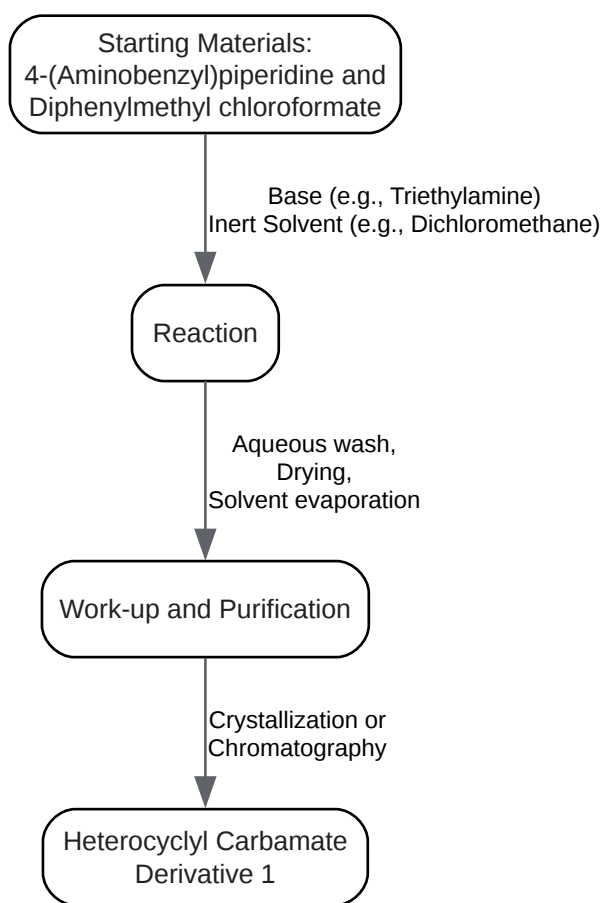 Starting Materials:
4-(Aminobenzyl)piperidine and
Diphenylmethyl chloroformate
Base (e.g., Triethylamine)
Inert Solvent (e.g., Dichloromethane)
Reaction
Aqueous wash,
Drying,
Solvent evaporation
Work-up and Purification
Crystallization or
Chromatography
Heterocyclyl Carbamate
Derivative 1